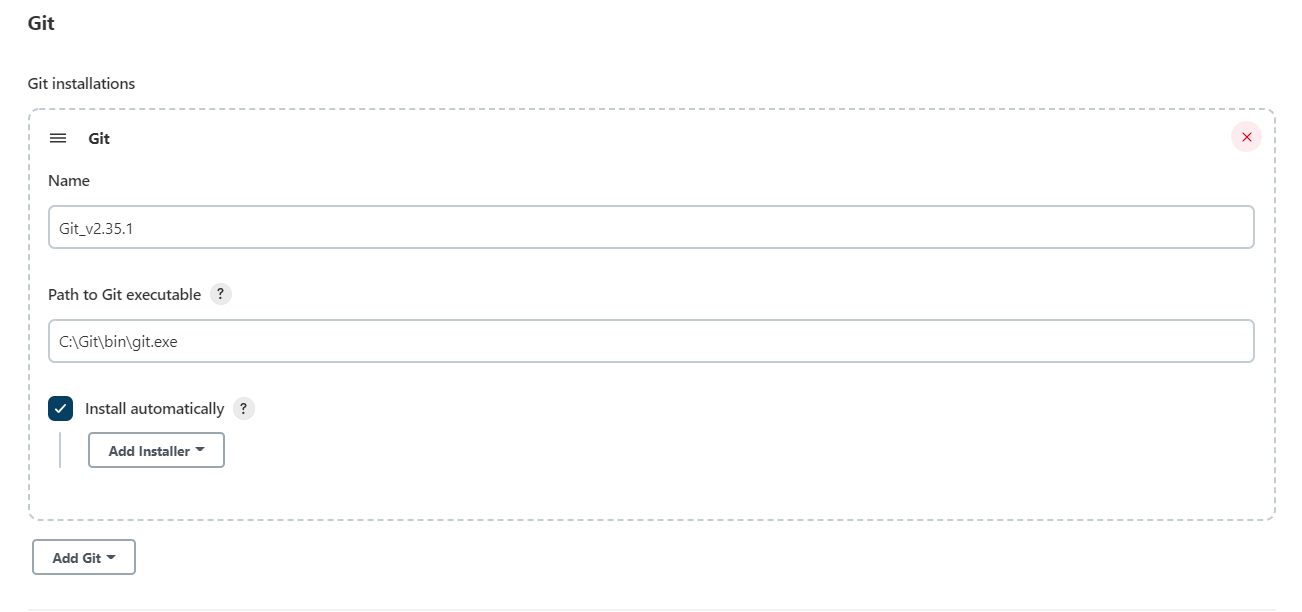 Git
Git installations
Git
Name
Git_v2.35.1
Path to Git executable ?
C:\Git\bin\git.exe
Install automatically ?
Add Installer
Add Git